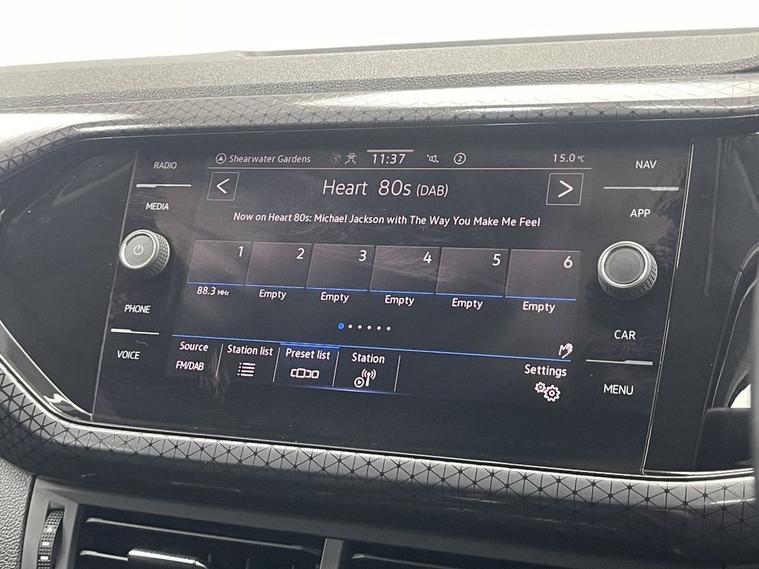 RADIO
MEDIA
PHONE
VOICE
Shearwater Gardens 11:37 2 15.0 °C
Heart 80s (DAB)
Now on Heart 80s: Michael Jackson with The Way You Make Me Feel
1 2 3 4 5 6
88.3 MHz Empty Empty Empty Empty Empty
Source Station list Preset list Station Settings
FM/DAB
NAV
APP
CAR
MENU